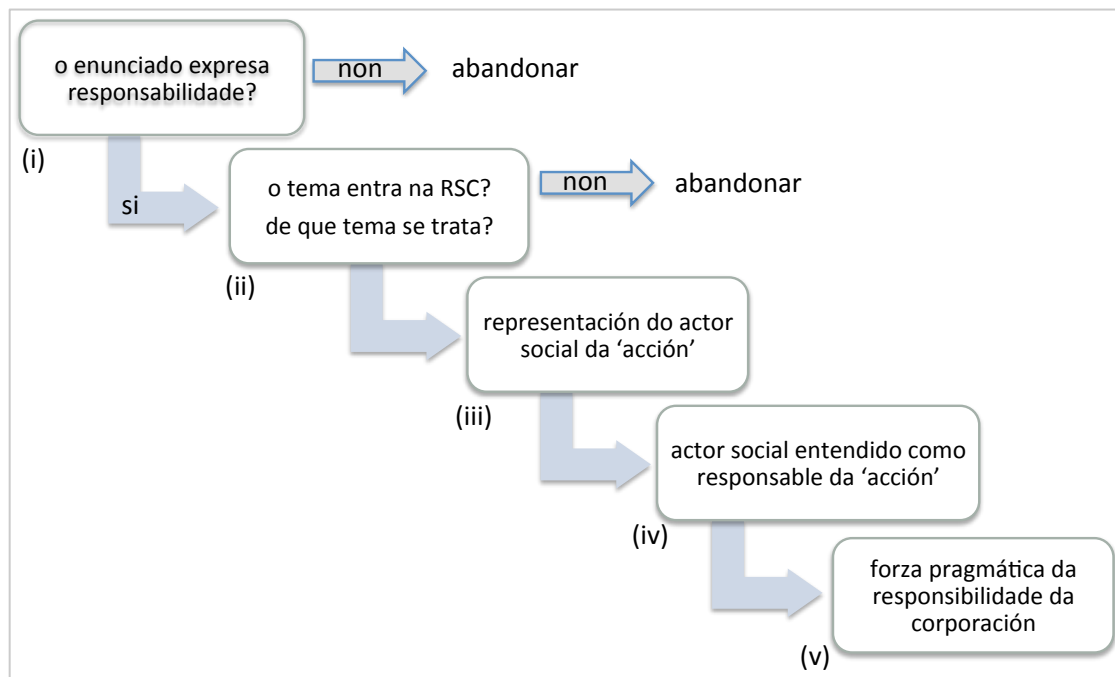 o enunciado expresa
responsabilidade?
non
abandonar
(i)
si
o tema entra na RSC?
de que tema se trata?
non
abandonar
(ii)
representación do actor
social da ‘acción’
(iii)
actor social entendido como
responsable da ‘acción’
(iv)
forza pragmática da
responsibilidade da
corporación
(v)